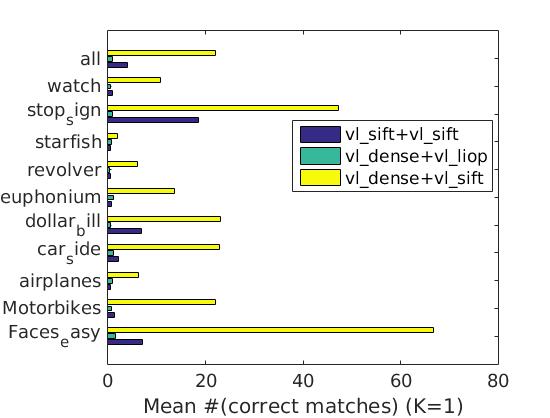 all
watch
stop_sign
starfish
revolver
euphonium
dollar_bill
car_side
airplanes
Motorbikes
Faces_easy
vl_sift+vl_sift
vl_dense+vl_liop
vl_dense+vl_sift
0 20 40 60 80
Mean #(correct matches) (K=1)